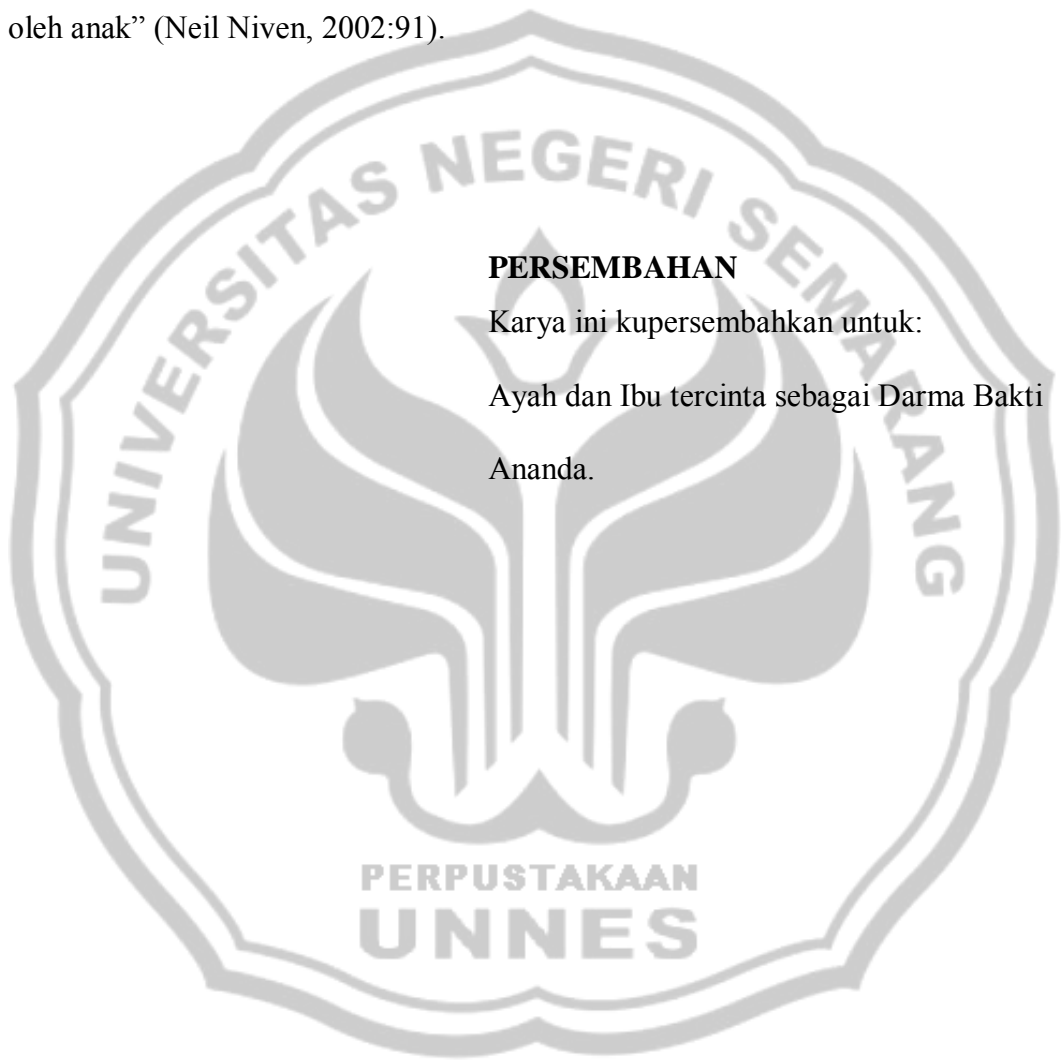 oleh anak” (Neil Niven, 2002:91).
UNIVERSITAS NEGERI SEMARANG
PERSEMBAHAN
Karya ini kupersembahkan untuk:
Ayah dan Ibu tercinta sebagai Darma Bakti
Ananda.
PERPUSTAKAAN
UNNES